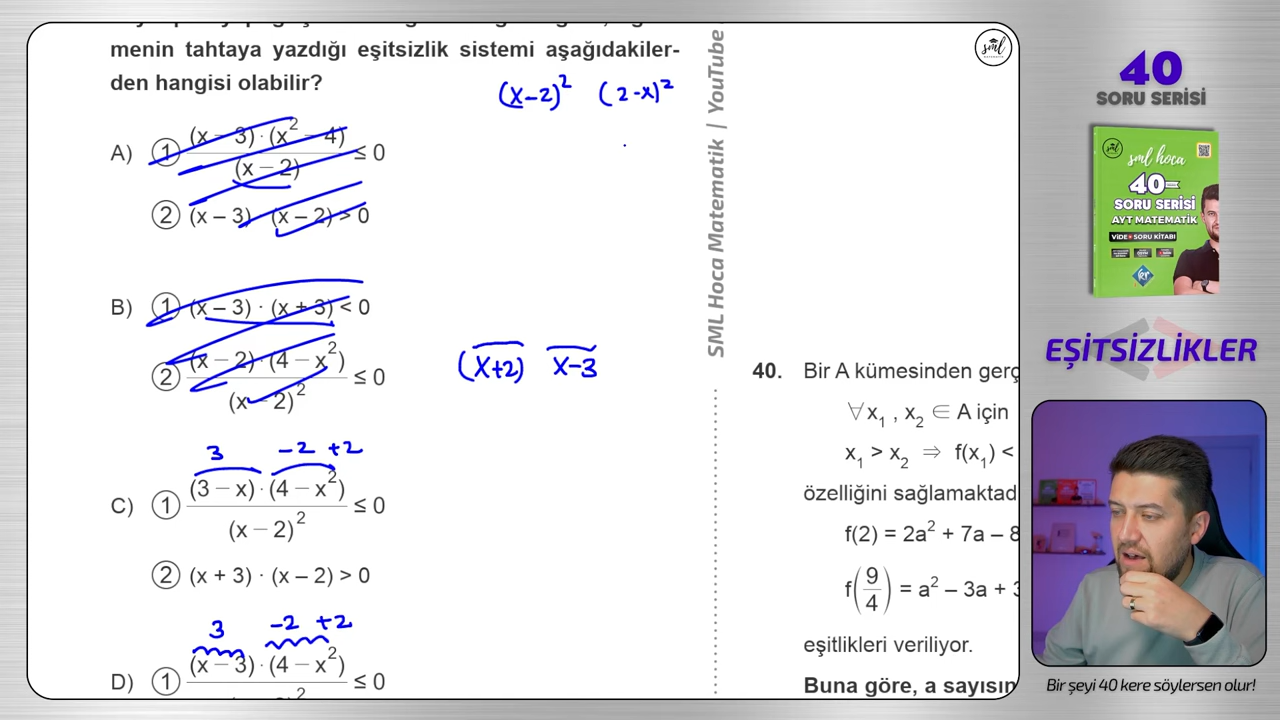 menin tahtaya yazdığı eşitsizlik sistemi aşağıdakiler-
den hangisi olabilir?
(x-2)² (2-x)²
A) ① (x – 3) · (x² – 4)
(x – 2) ≤ 0
② (x – 3) · (x – 2) > 0
B) ① (x – 3) · (x + 3) < 0
② (x – 2) · (4 – x²)
(x – 2)² ≤ 0
(x+2) x-3
3 -2 +2
C) ① (3 – x) · (4 – x²)
(x – 2)² ≤ 0
② (x + 3) · (x – 2) > 0
3 -2 +2
D) ① (x – 3) · (4 – x²)
≤ 0
SML Hoca Matematik | YouTube
sml
40. Bir A kümesinden gerç
∀x₁ , x₂ ∈ A için
x₁ > x₂ ⇒ f(x₁) <
özelliğini sağlamaktad
f(2) = 2a² + 7a – 8
f(9/4) = a² – 3a + 3
eşitlikleri veriliyor.
Buna göre, a sayısın
40
SORU SERİSİ
sml hoca
40
SORU SERİSİ
AYT MATEMATİK
VİDEO SORU KİTABI
EŞİTSİZLİKLER
Bir şeyi 40 kere söylersen olur!